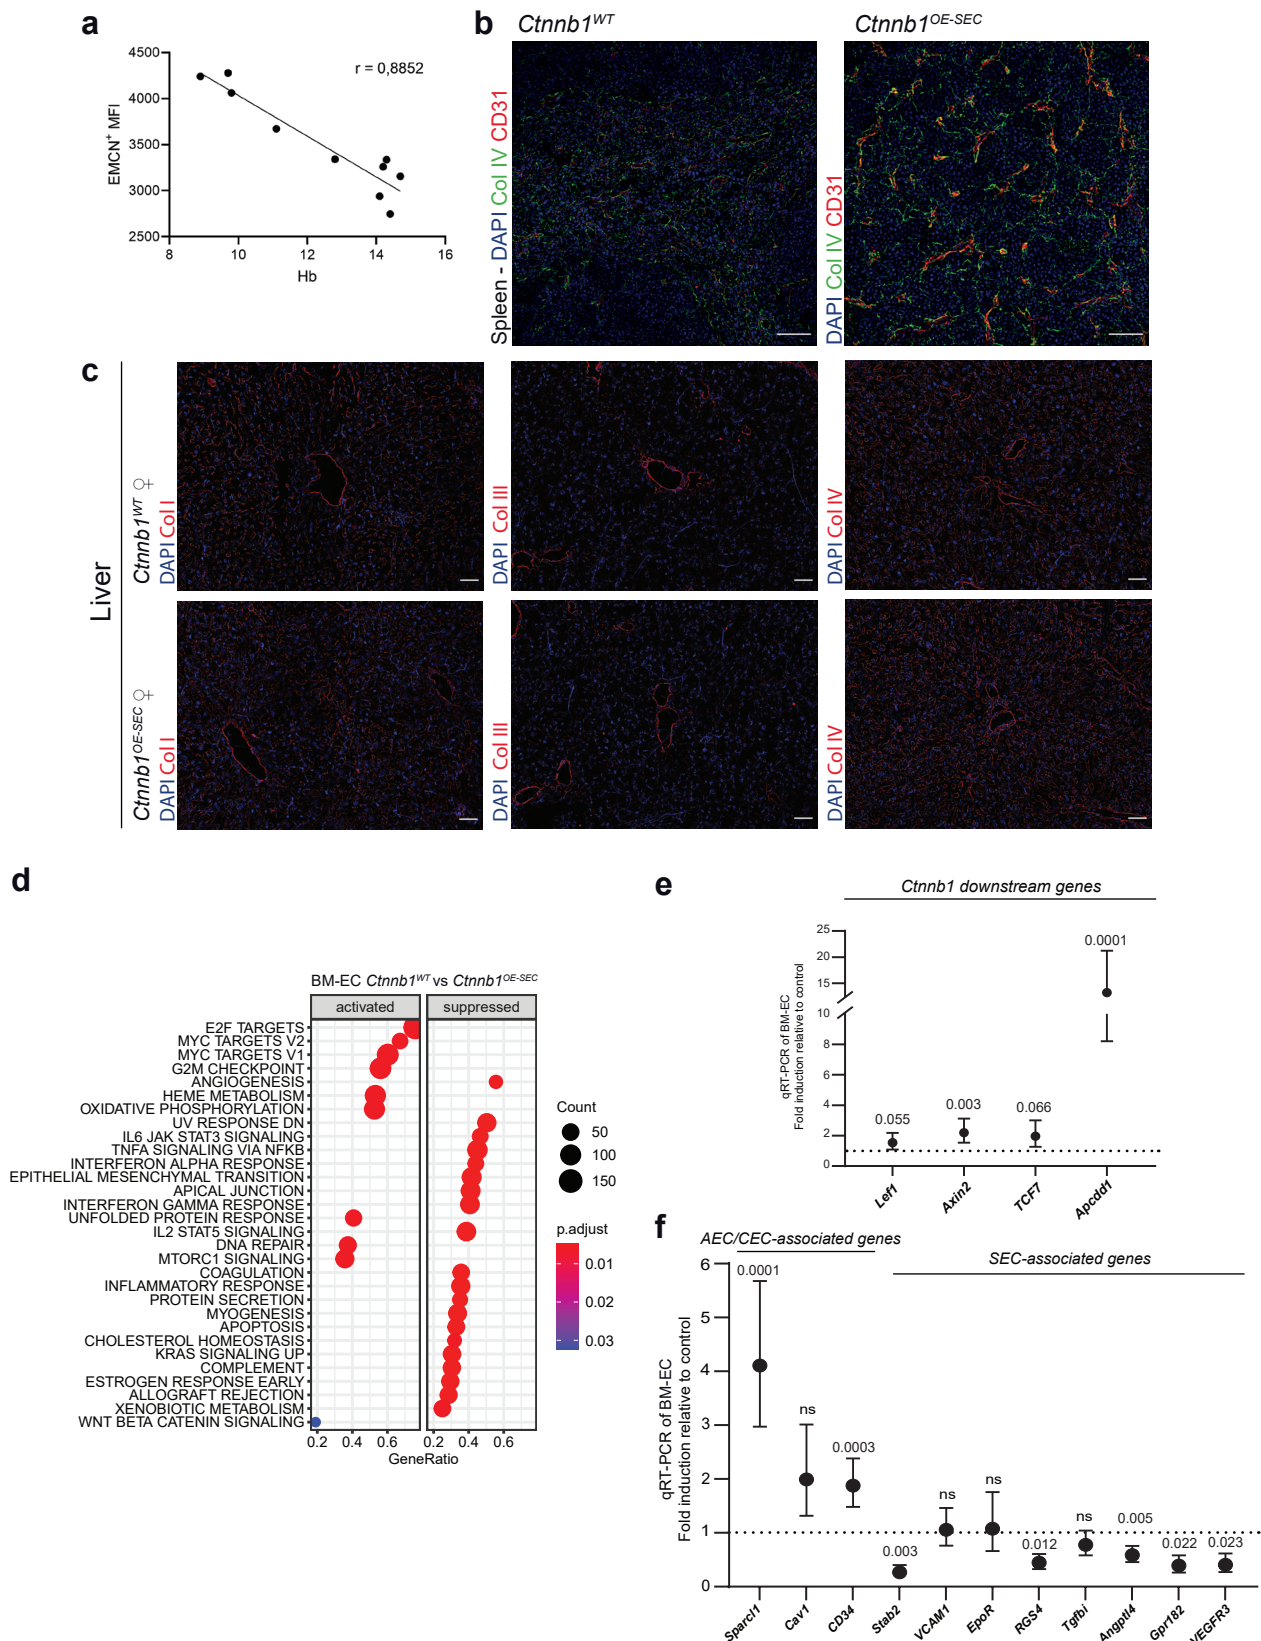 a
r = 0,8852
4500
4000
3500
3000
2500
EMCN+ MFI
8
10
12
14
16
Hb
b
Ctnnb1WT
Ctnnb1OE-SEC
Spleen - DAPI Col IV CD31
DAPI Col IV CD31
c
Liver
Ctnnb1WT ♀
DAPI Col I
DAPI Col III
DAPI Col IV
Ctnnb1OE-SEC ♀
DAPI Col I
DAPI Col III
DAPI Col IV
d
BM-EC Ctnnb1WT vs Ctnnb1OE-SEC
activated
suppressed
E2F TARGETS
MYC TARGETS V2
MYC TARGETS V1
G2M CHECKPOINT
ANGIOGENESIS
HEME METABOLISM
OXIDATIVE PHOSPHORYLATION
UV RESPONSE DN
IL6 JAK STAT3 SIGNALING
TNFA SIGNALING VIA NFKB
INTERFERON ALPHA RESPONSE
EPITHELIAL MESENCHYMAL TRANSITION
APICAL JUNCTION
INTERFERON GAMMA RESPONSE
UNFOLDED PROTEIN RESPONSE
IL2 STAT5 SIGNALING
DNA REPAIR
MTORC1 SIGNALING
COAGULATION
INFLAMMATORY RESPONSE
PROTEIN SECRETION
MYOGENESIS
APOPTOSIS
CHOLESTEROL HOMEOSTASIS
KRAS SIGNALING UP
COMPLEMENT
ESTROGEN RESPONSE EARLY
ALLOGRAFT REJECTION
XENOBIOTIC METABOLISM
WNT BETA CATENIN SIGNALING
0.2 0.4 0.6
0.2 0.4 0.6
GeneRatio
Count
50
100
150
p.adjust
0.01
0.02
0.03
e
Ctnnb1 downstream genes
qRT-PCR of BM-EC
Fold induction relative to control
25
20
15
10
8
6
4
2
0
0.055
0.003
0.066
0.0001
Lef1
Axin2
TCF7
Apcdd1
f
AEC/CEC-associated genes
SEC-associated genes
qRT-PCR of BM-EC
Fold induction relative to control
6
5
4
3
2
1
0
0.0001
ns
0.0003
0.003
ns
ns
0.012
ns
0.005
0.022
0.023
Sparcl1
Cav1
CD34
Stab2
VCAM1
EpoR
RGS4
Tgfbi
Angptl4
Gpr182
VEGFR3